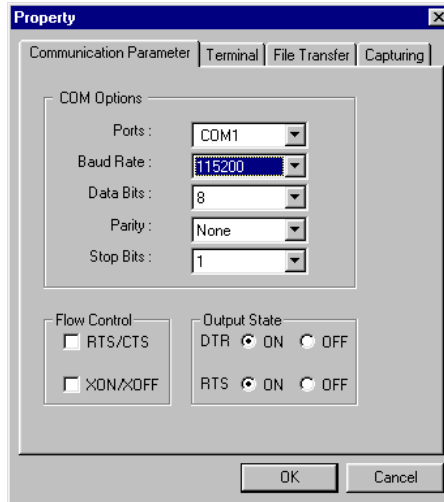 Property
Communication Parameter Terminal File Transfer Capturing
COM Options
Ports : COM1
Baud Rate : 115200
Data Bits : 8
Parity : None
Stop Bits : 1
Flow Control
RTS/CTS
XON/XOFF
Output State
DTR ON OFF
RTS ON OFF
OK Cancel